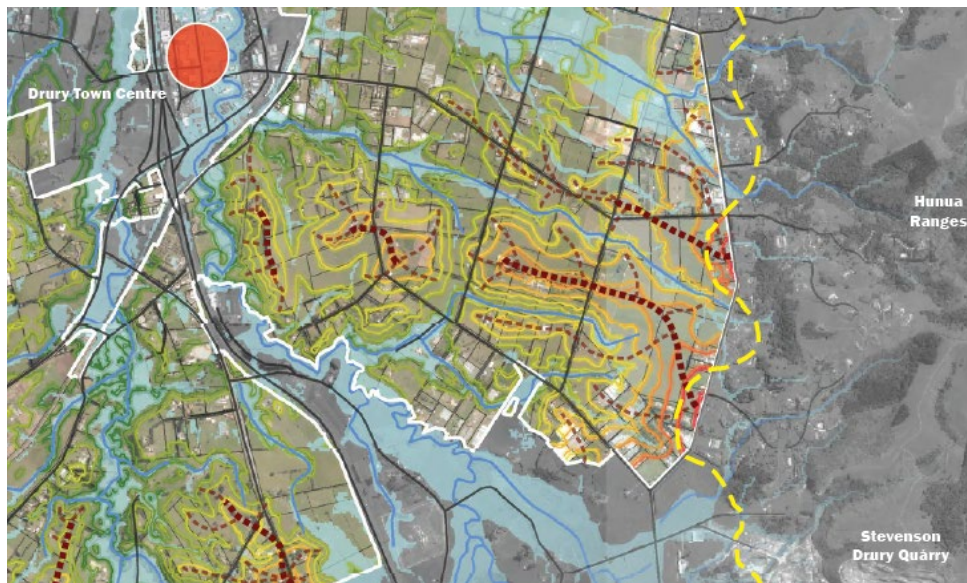 Drury Town Centre
Hunua
Ranges
Stevenson
Drury Quarry